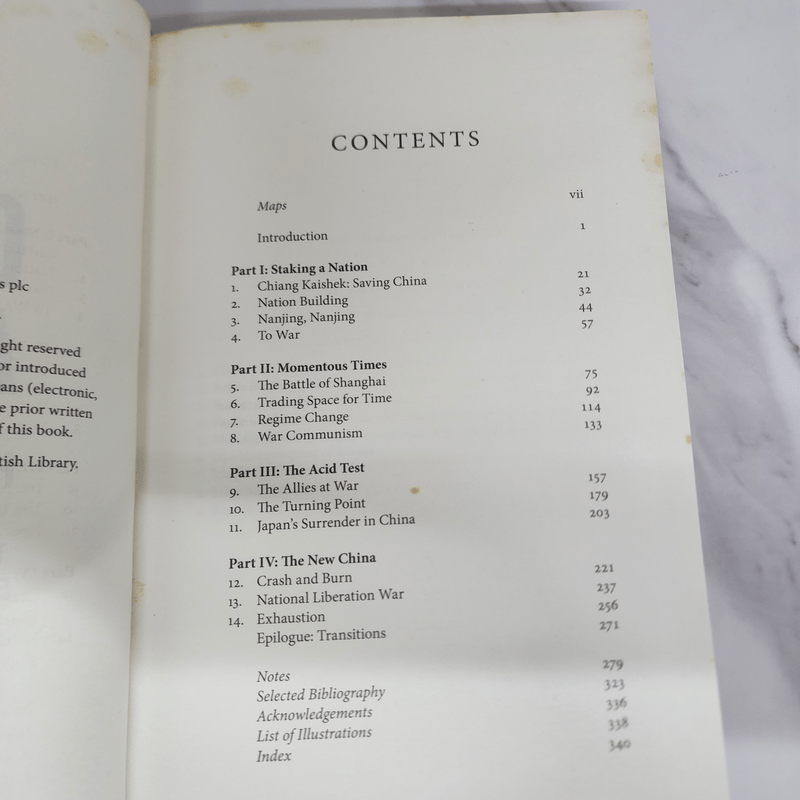 s plc
ght reserved
or introduced
ans (electronic,
e prior written
f this book.
tish Library.
CONTENTS
Maps vii
Introduction 1
Part I: Staking a Nation
1. Chiang Kaishek: Saving China 21
2. Nation Building 32
3. Nanjing, Nanjing 44
4. To War 57
Part II: Momentous Times
5. The Battle of Shanghai 75
6. Trading Space for Time 92
7. Regime Change 114
8. War Communism 133
Part III: The Acid Test
9. The Allies at War 157
10. The Turning Point 179
11. Japan's Surrender in China 203
Part IV: The New China
12. Crash and Burn 221
13. National Liberation War 237
14. Exhaustion 256
Epilogue: Transitions 271
Notes 279
Selected Bibliography 323
Acknowledgements 336
List of Illustrations 338
Index 340